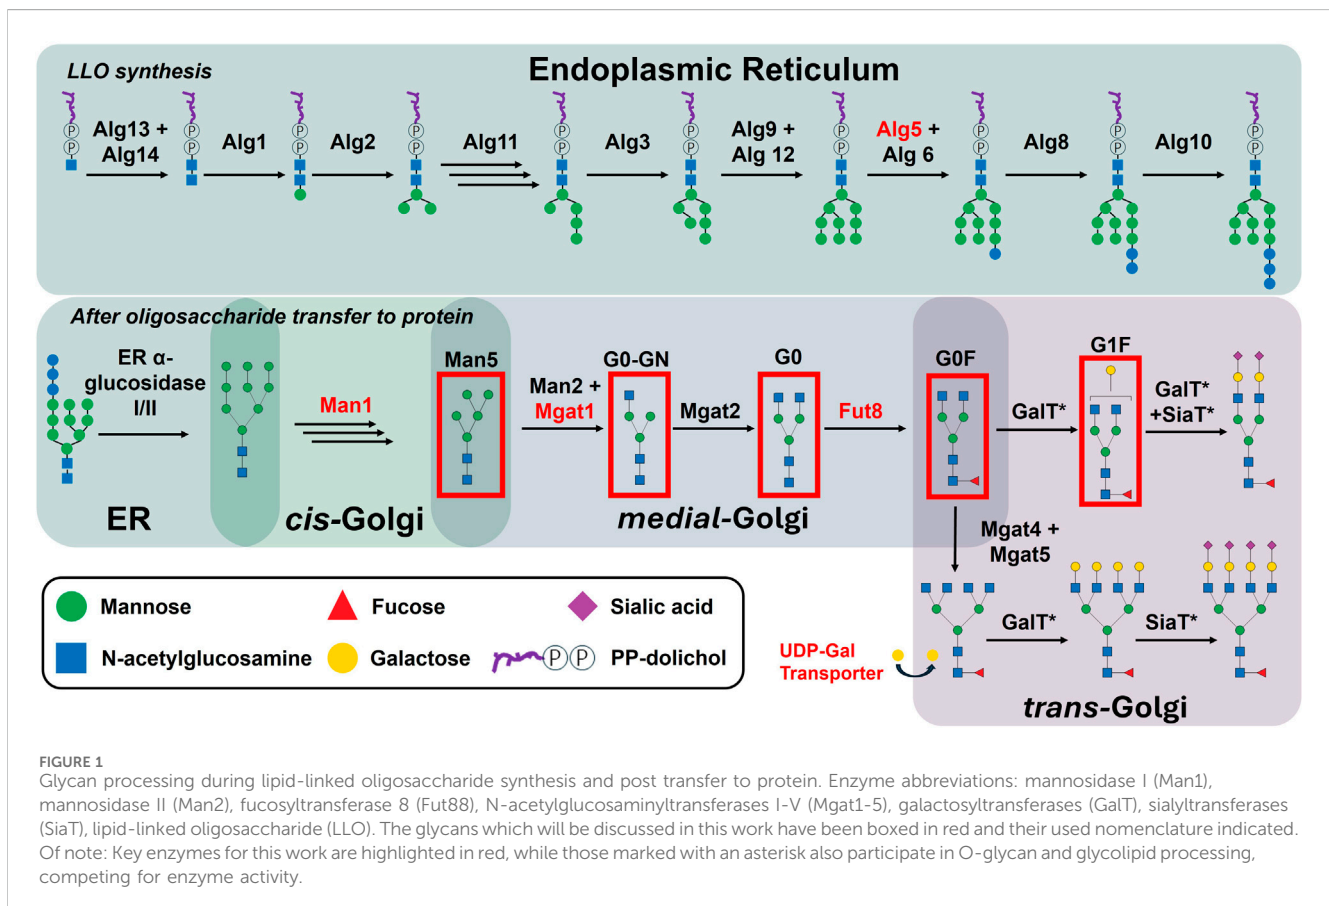 LLO synthesis
Endoplasmic Reticulum
Alg13 +
Alg14
Alg1
Alg2
Alg11
Alg3
Alg9 +
Alg 12
Alg5 +
Alg 6
Alg8
Alg10
P P
P P
P P
P P
P P
P P
P P
P P
P P
P P
After oligosaccharide transfer to protein
ER α-
glucosidase
I/II
Man1
Man5
Man2 +
Mgat1
G0-GN
Mgat2
G0
Fut8
G0F
GalT*
G1F
GalT*
+SiaT*
ER
cis-Golgi
medial-Golgi
Mgat4 +
Mgat5
GalT*
SiaT*
UDP-Gal
Transporter
trans-Golgi
Mannose
Fucose
Sialic acid
N-acetylglucosamine
Galactose
P P
PP-dolichol
FIGURE 1
Glycan processing during lipid-linked oligosaccharide synthesis and post transfer to protein. Enzyme abbreviations: mannosidase I (Man1),
mannosidase II (Man2), fucosyltransferase 8 (Fut88), N-acetylglucosaminyltransferases I-V (Mgat1-5), galactosyltransferases (GalT), sialyltransferases
(SiaT), lipid-linked oligosaccharide (LLO). The glycans which will be discussed in this work have been boxed in red and their used nomenclature indicated.
Of note: Key enzymes for this work are highlighted in red, while those marked with an asterisk also participate in O-glycan and glycolipid processing,
competing for enzyme activity.